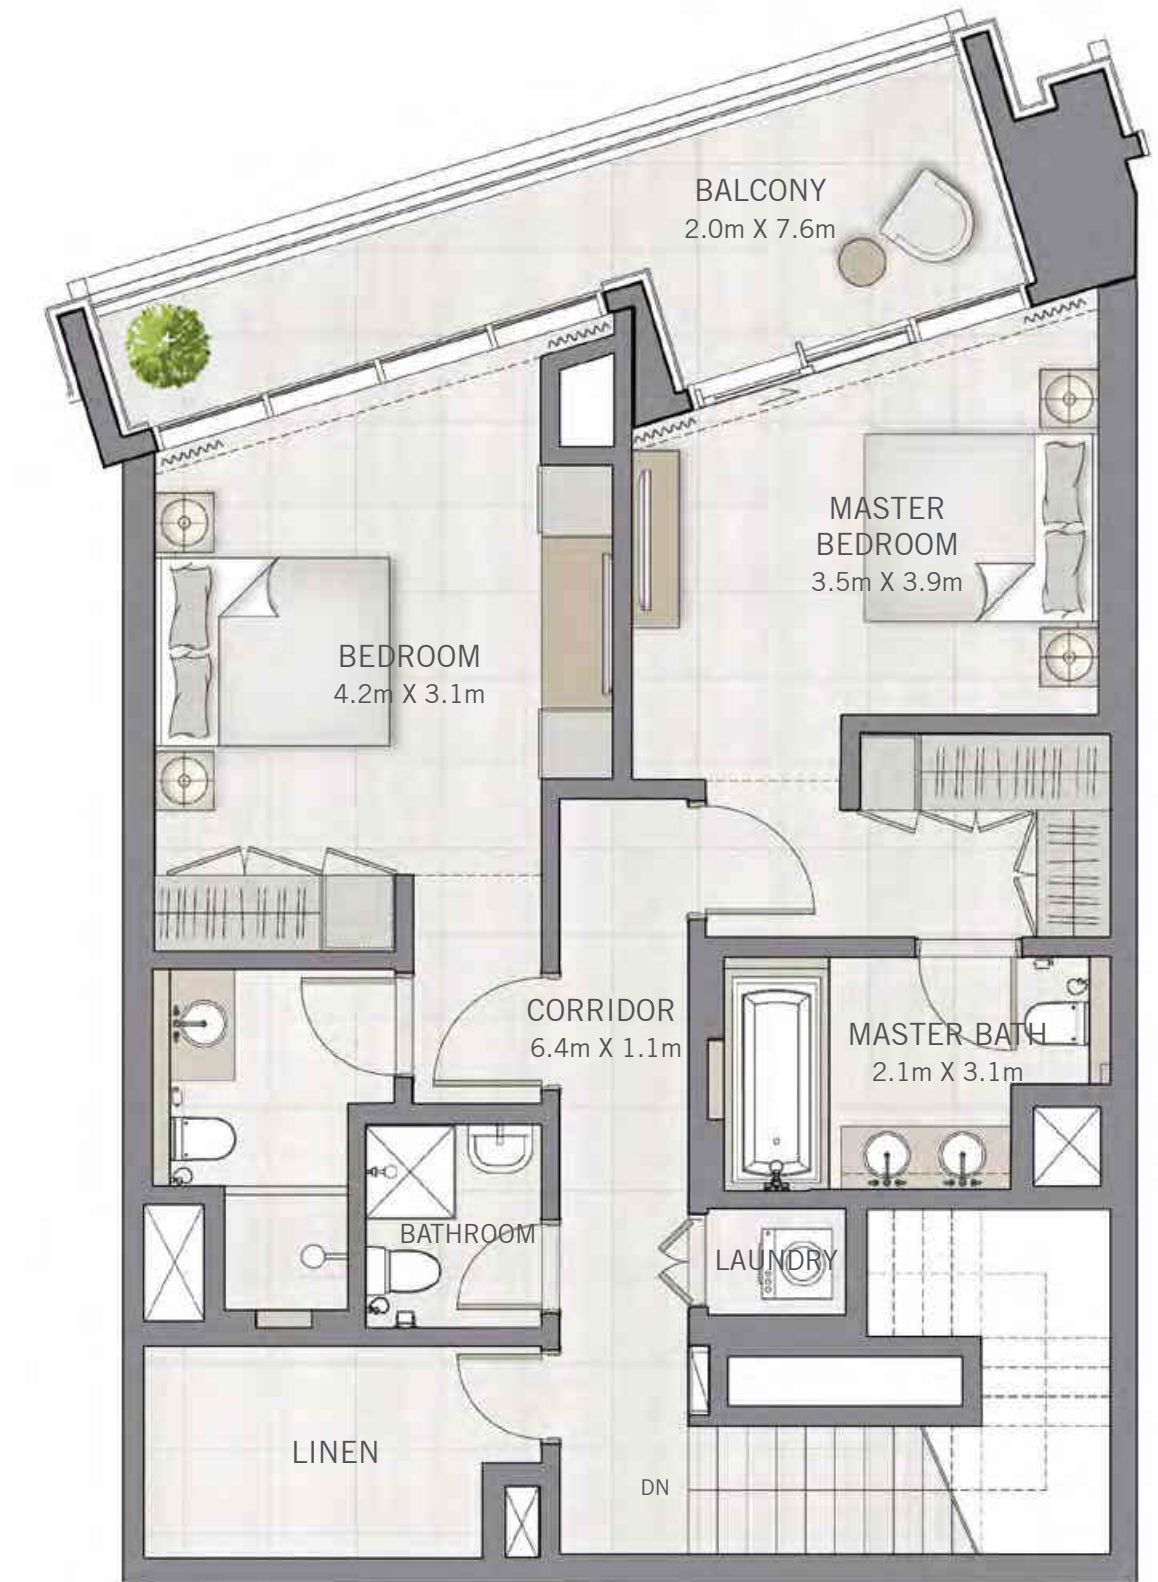 BALCONY
2.0m X 7.6m
MASTER
BEDROOM
3.5m X 3.9m
BEDROOM
4.2m X 3.1m
CORRIDOR
6.4m X 1.1m
MASTER BATH
2.1m X 3.1m
BATHROOM
LAUNDRY
LINEN
DN